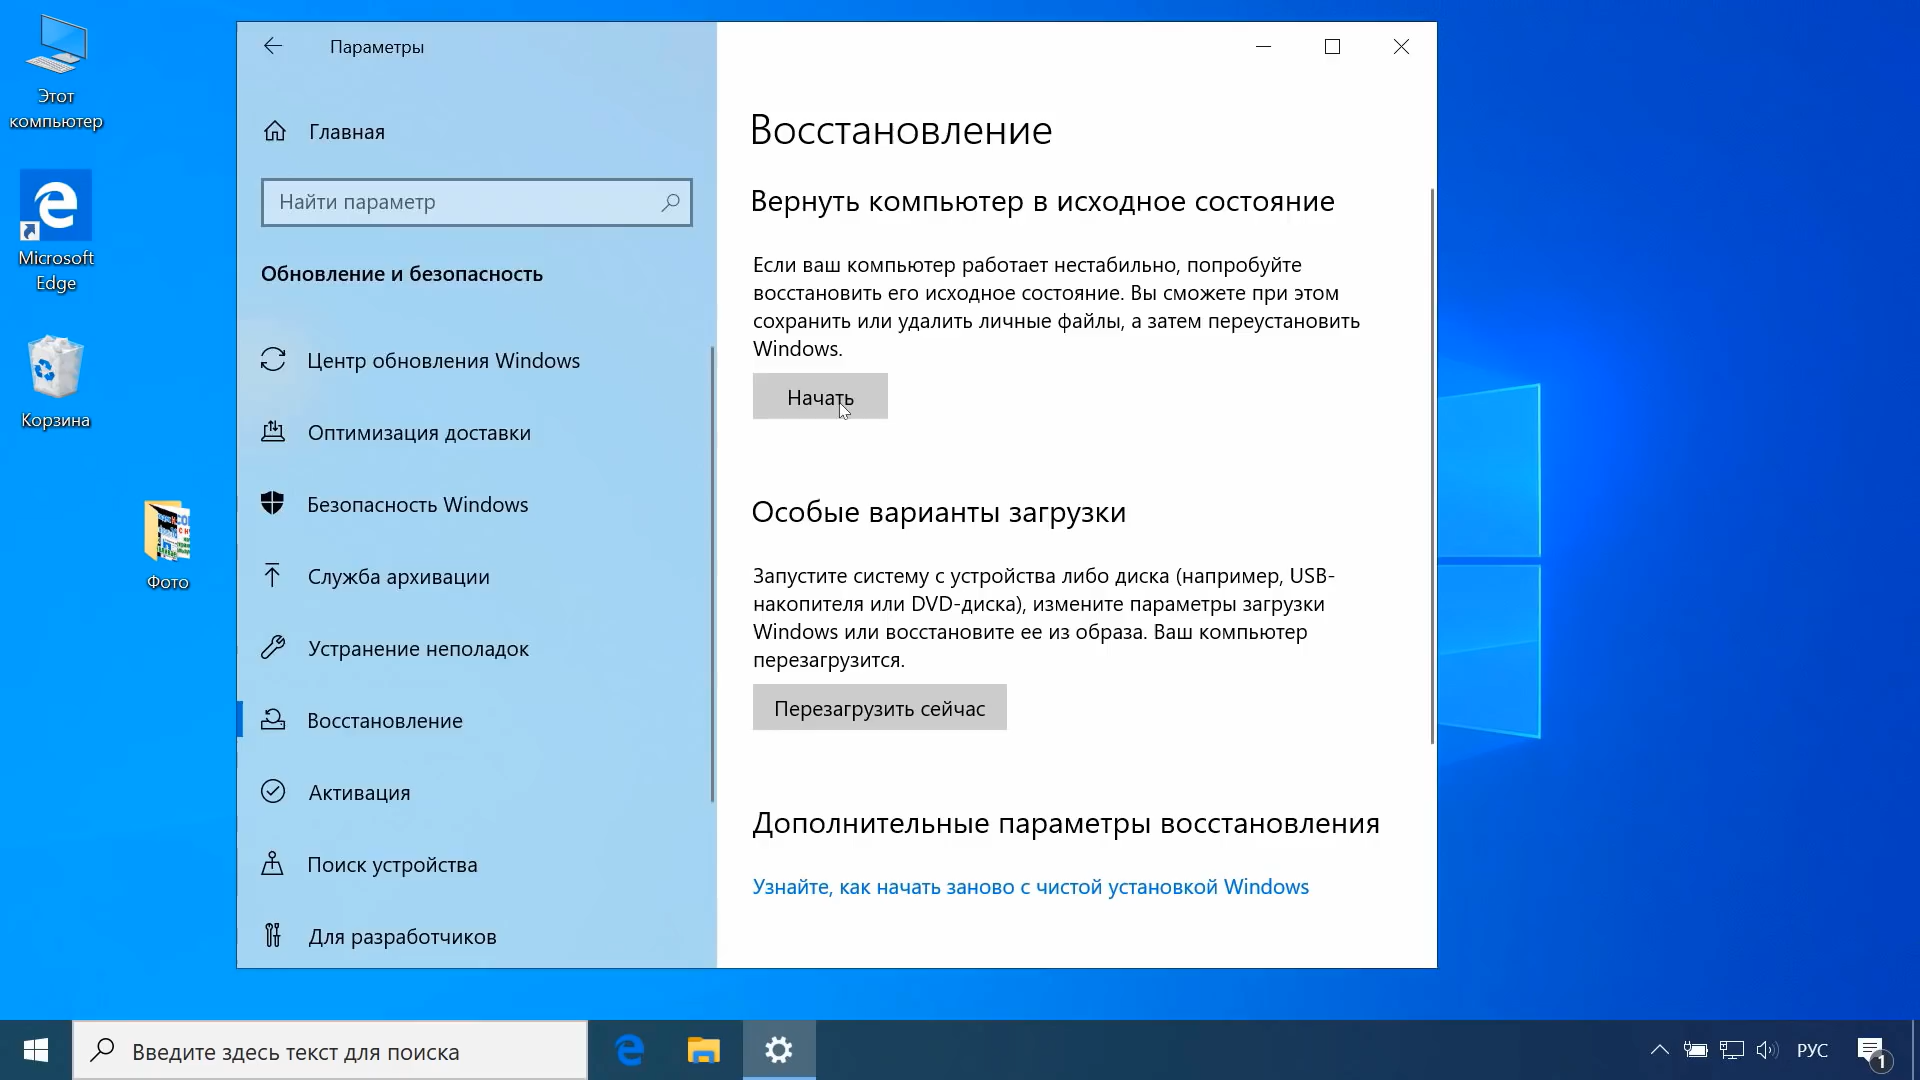 Этот
компьютер
Microsoft
Edge
Корзина
Фото
Параметры
Главная
Найти параметр
Обновление и безопасность
Центр обновления Windows
Оптимизация доставки
Безопасность Windows
Служба архивации
Устранение неполадок
Восстановление
Активация
Поиск устройства
Для разработчиков
Восстановление
Вернуть компьютер в исходное состояние
Если ваш компьютер работает нестабильно, попробуйте
восстановить его исходное состояние. Вы сможете при этом
сохранить или удалить личные файлы, а затем переустановить
Windows.
Начать
Особые варианты загрузки
Запустите систему с устройства либо диска (например, USB-
накопителя или DVD-диска), измените параметры загрузки
Windows или восстановите ее из образа. Ваш компьютер
перезагрузится.
Перезагрузить сейчас
Дополнительные параметры восстановления
Узнайте, как начать заново с чистой установкой Windows
Введите здесь текст для поиска
РУС
1